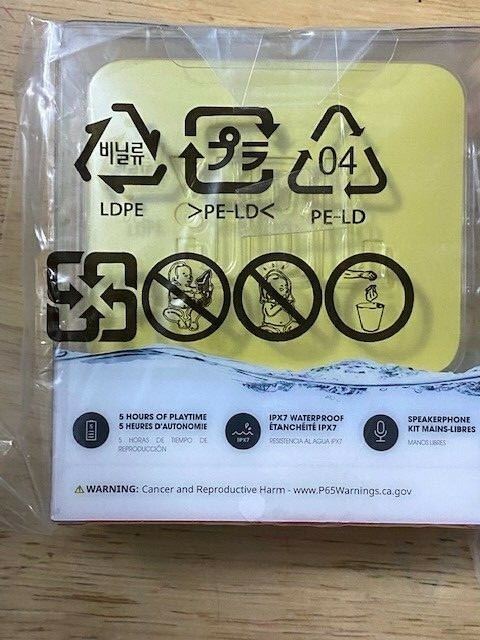 비닐류
LDPE
プラ
>PE-LD<
04
PE-LD
5 HOURS OF PLAYTIME
5 HEURES D'AUTONOMIE
5 HORAS DE TIEMPO DE
REPRODUCCIÓN
IPX7
IPX7 WATERPROOF
ÉTANCHÉITÉ IPX7
RESISTENCIA AL AGUA IPX7
SPEAKERPHONE
KIT MAINS-LIBRES
MANOS LIBRES
WARNING: Cancer and Reproductive Harm - www.P65Warnings.ca.gov